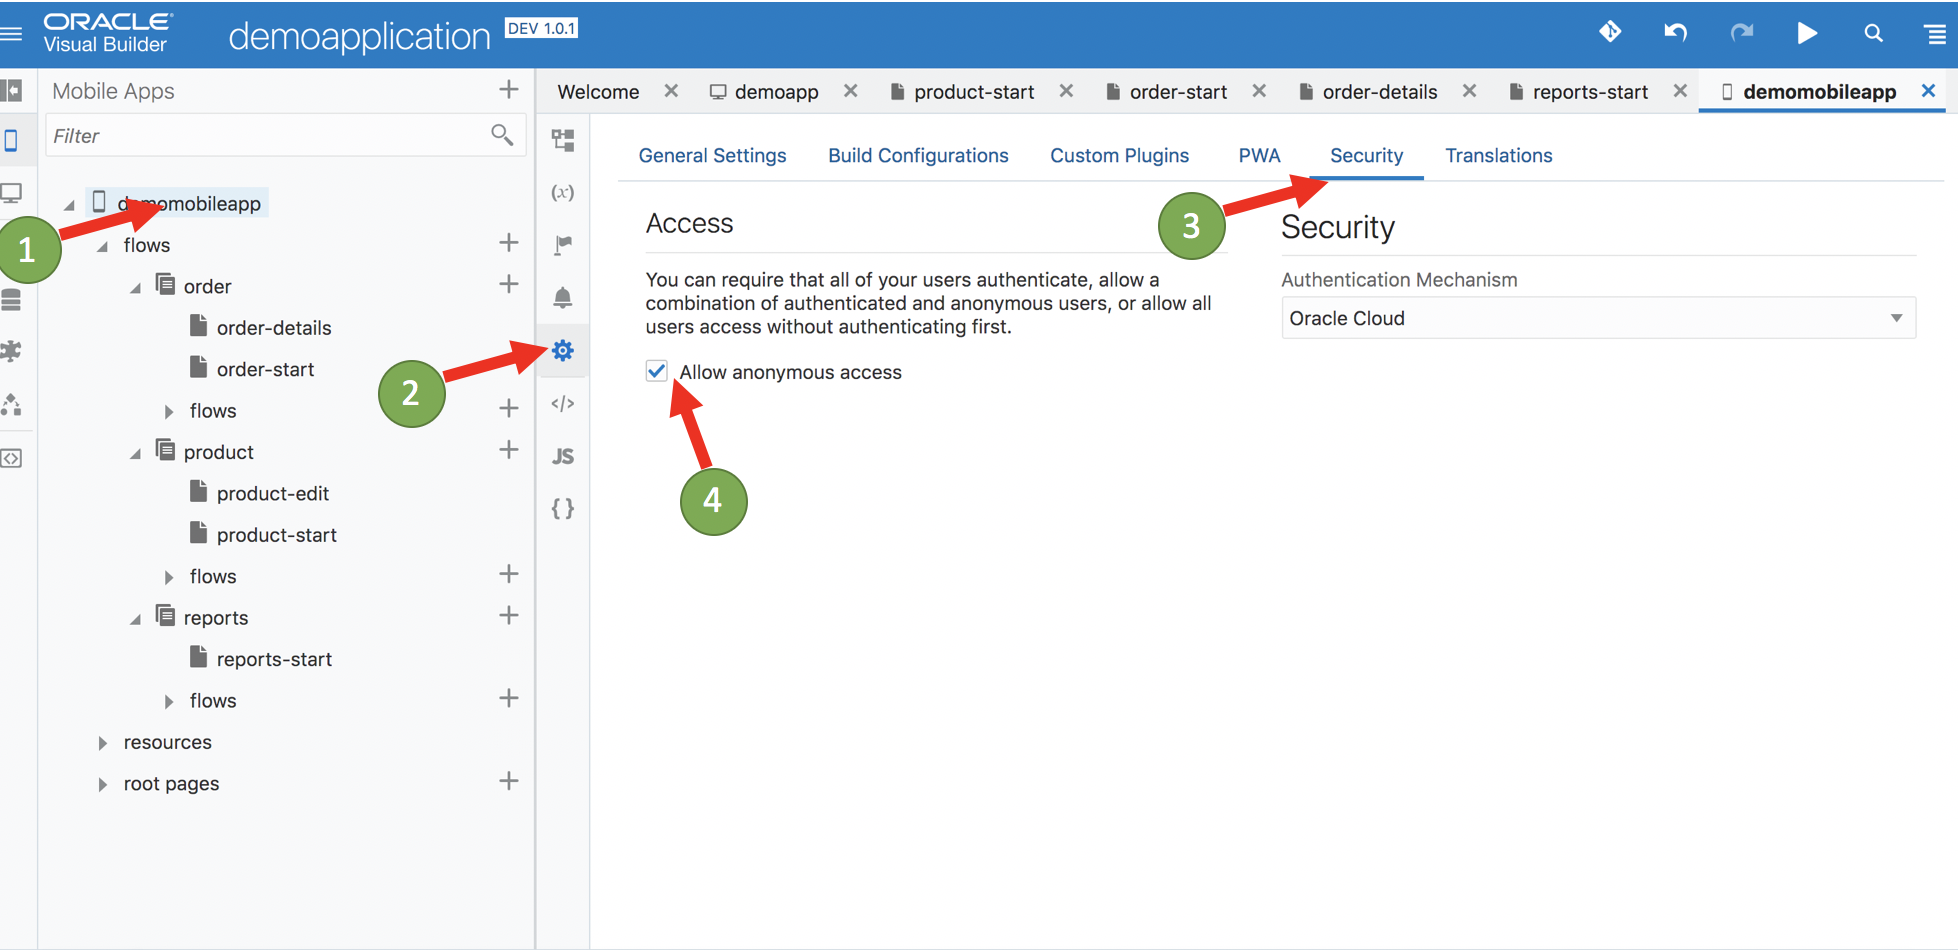 ORACLE
Visual Builder
demoapplication
DEV 1.0.1
Mobile Apps
Filter
demomobileapp
flows
order
order-details
order-start
flows
product
product-edit
product-start
flows
reports
reports-start
flows
resources
root pages
Welcome
demoapp
product-start
order-start
order-details
reports-start
demomobileapp
(x)
</>
JS
{ }
General Settings
Build Configurations
Custom Plugins
PWA
Security
Translations
Access
You can require that all of your users authenticate, allow a
combination of authenticated and anonymous users, or allow all
users access without authenticating first.
Allow anonymous access
Security
Authentication Mechanism
Oracle Cloud
1
2
3
4